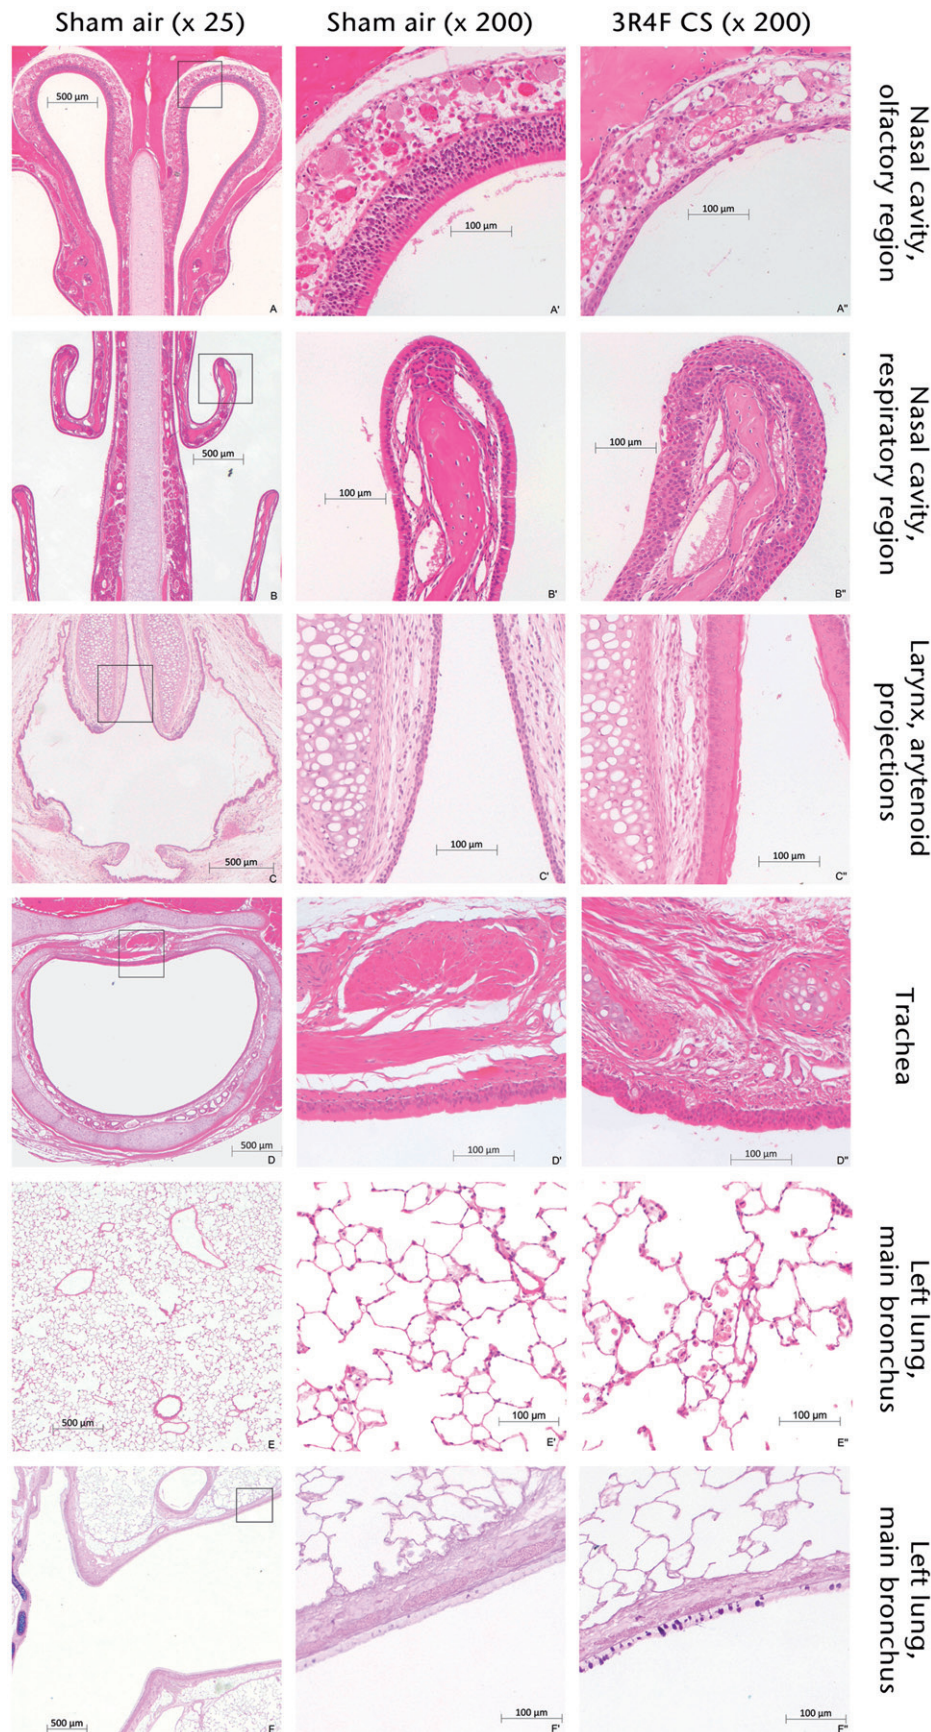 Sham air (x 25)
Sham air (x 200)
3R4F CS (x 200)
500 µm
A
100 µm
A'
100 µm
A"
Nasal cavity,
olfactory region
500 µm
B
100 µm
B'
100 µm
B"
Nasal cavity,
respiratory region
500 µm
C
100 µm
C'
100 µm
C"
Larynx, arytenoid
projections
500 µm
D
100 µm
D'
100 µm
D"
Trachea
500 µm
E
100 µm
E'
100 µm
E"
Left lung,
main bronchus
500 µm
F
100 µm
F'
100 µm
F"
Left lung,
main bronchus